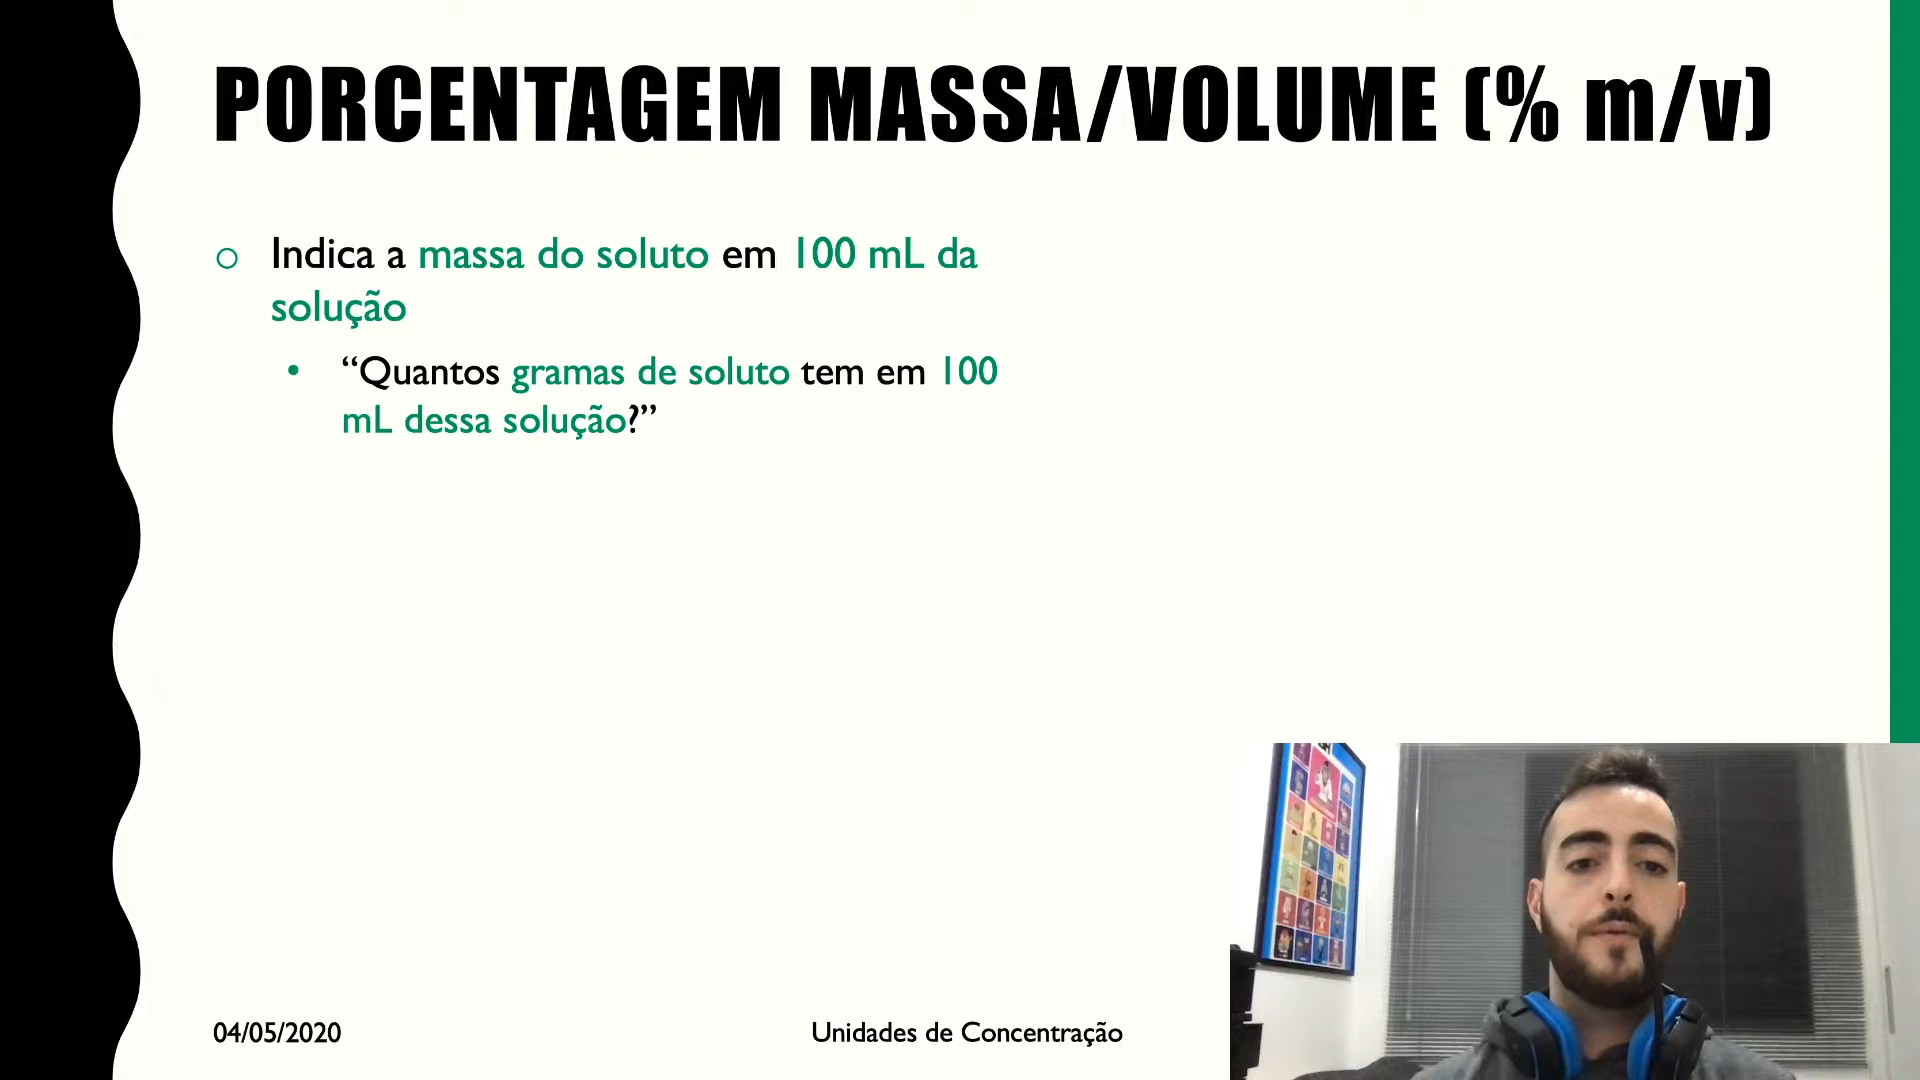 PORCENTAGEM MASSA/VOLUME (% m/v)
Indica a massa do soluto em 100 mL da
solução
“Quantos gramas de soluto tem em 100
mL dessa solução?”
04/05/2020
Unidades de Concentração